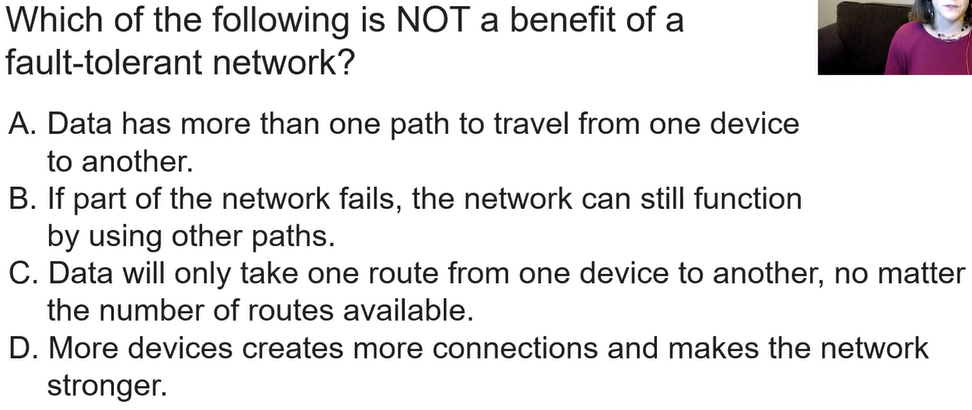 Which of the following is NOT a benefit of a
fault-tolerant network?
A. Data has more than one path to travel from one device
to another.
B. If part of the network fails, the network can still function
by using other paths.
C. Data will only take one route from one device to another, no matter
the number of routes available.
D. More devices creates more connections and makes the network
stronger.